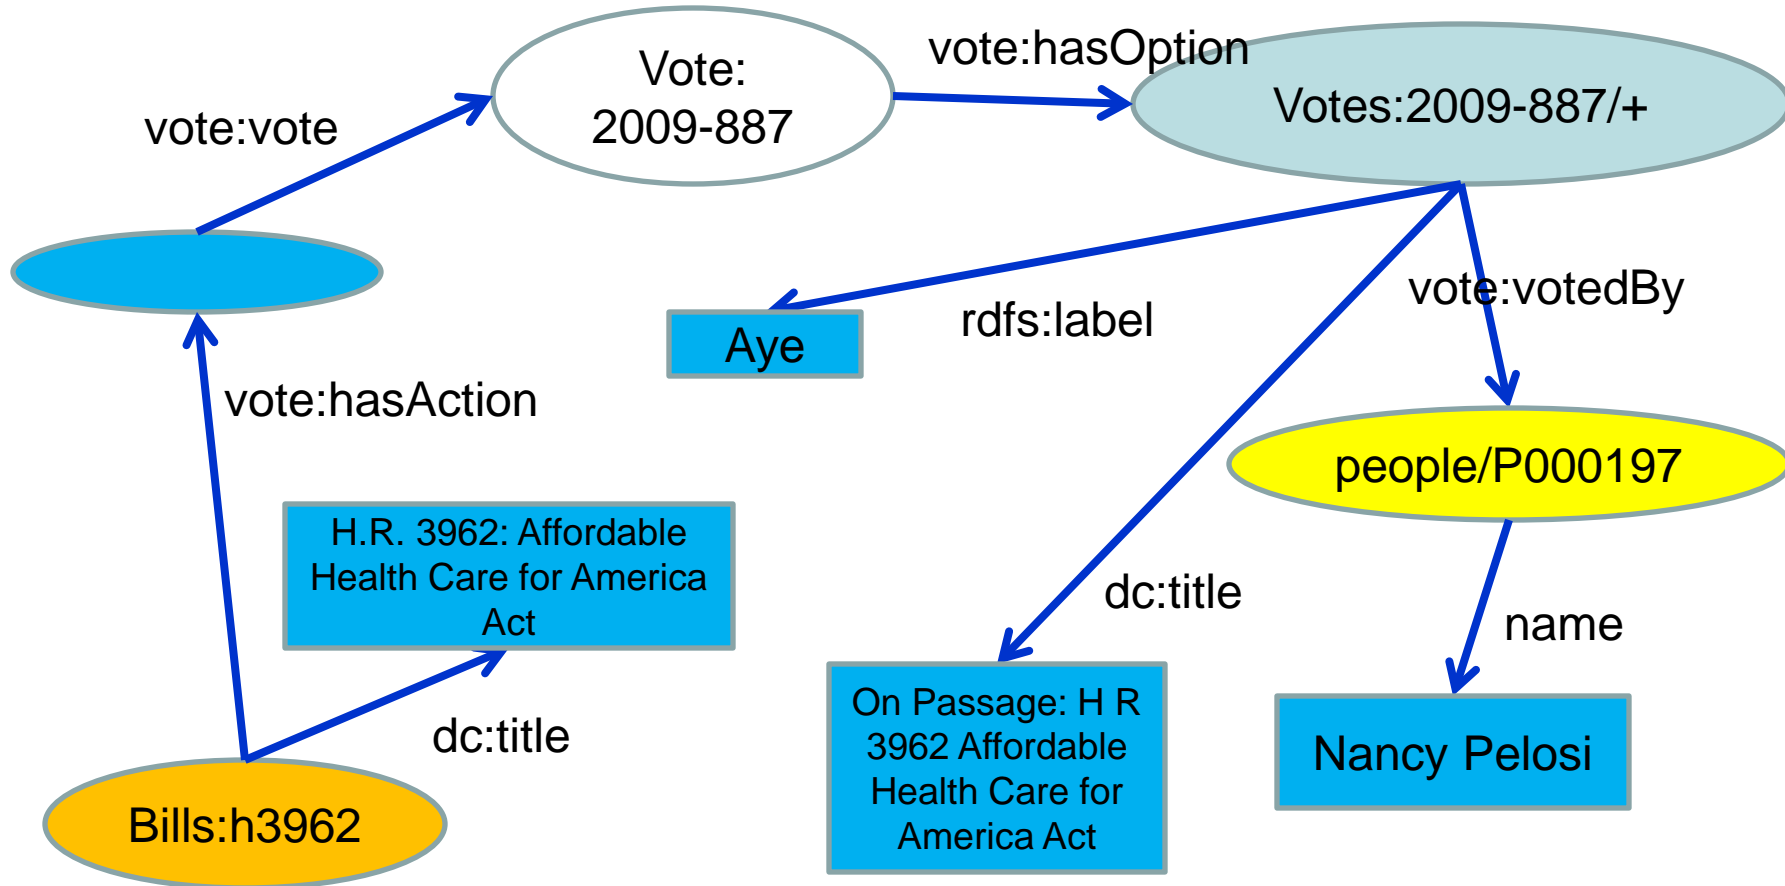 vote:hasOption
Vote:
2009-887
Votes:2009-887/+
vote:vote
vote:votedBy
rdfs:label
Aye
vote:hasAction
people/P000197
H.R. 3962: Affordable
Health Care for America
Act
dc:title
name
dc:title
On Passage: H R
3962 Affordable
Health Care for
America Act
Nancy Pelosi
Bills:h3962